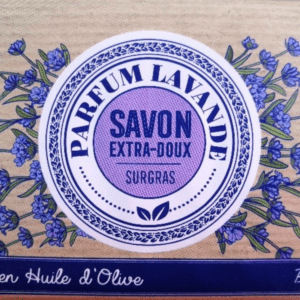 PARFUM LAVANDE
SAVON
EXTRA-DOUX
SURGRAS
en Huile d'Olive